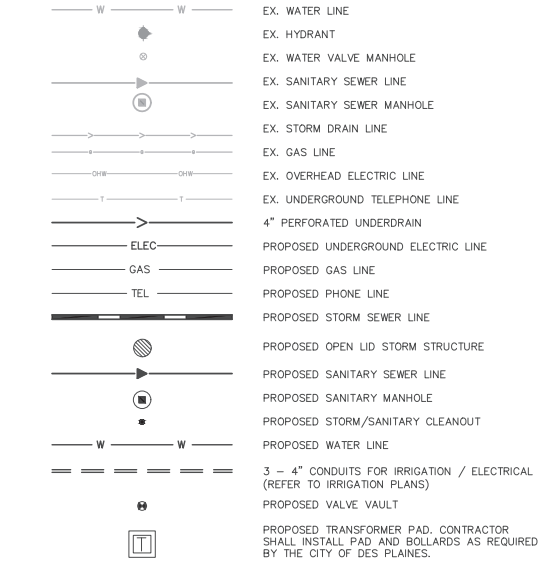 W W EX. WATER LINE
EX. HYDRANT
EX. WATER VALVE MANHOLE
EX. SANITARY SEWER LINE
EX. SANITARY SEWER MANHOLE
EX. STORM DRAIN LINE
EX. GAS LINE
OHW OHW EX. OVERHEAD ELECTRIC LINE
T T EX. UNDERGROUND TELEPHONE LINE
4" PERFORATED UNDERDRAIN
ELEC PROPOSED UNDERGROUND ELECTRIC LINE
GAS PROPOSED GAS LINE
TEL PROPOSED PHONE LINE
PROPOSED STORM SEWER LINE
PROPOSED OPEN LID STORM STRUCTURE
PROPOSED SANITARY SEWER LINE
PROPOSED SANITARY MANHOLE
PROPOSED STORM/SANITARY CLEANOUT
W W PROPOSED WATER LINE
3 – 4" CONDUITS FOR IRRIGATION / ELECTRICAL
(REFER TO IRRIGATION PLANS)
PROPOSED VALVE VAULT
T PROPOSED TRANSFORMER PAD. CONTRACTOR
SHALL INSTALL PAD AND BOLLARDS AS REQUIRED
BY THE CITY OF DES PLAINES.